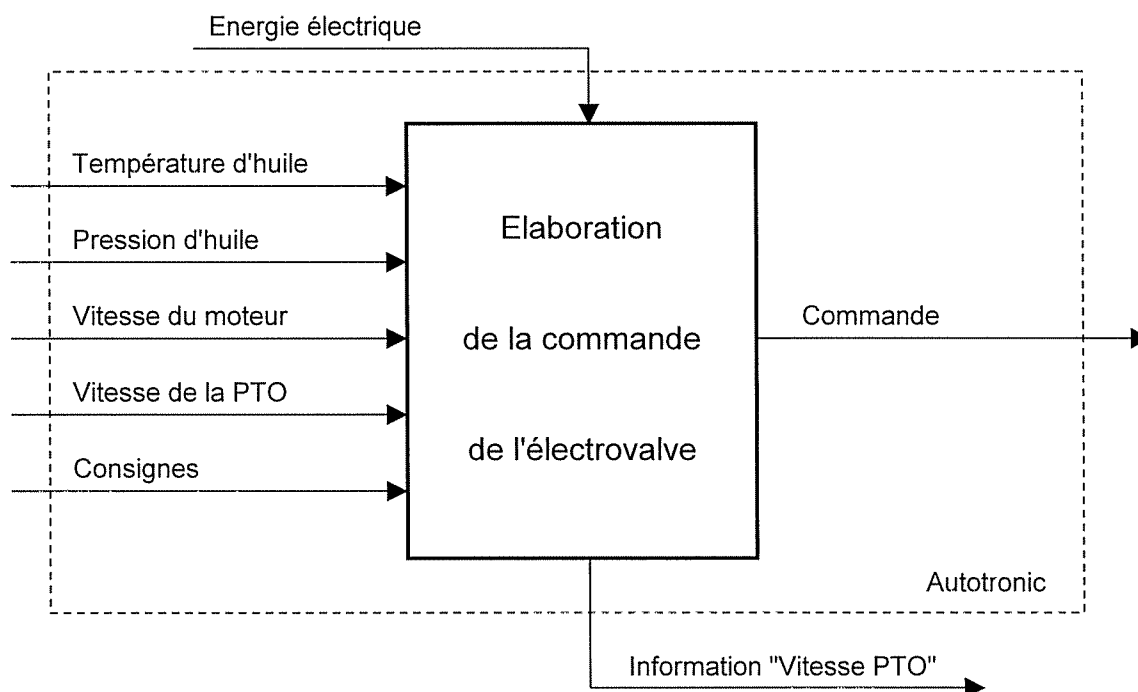 Energie électrique
Température d'huile
Pression d'huile
Vitesse du moteur
Vitesse de la PTO
Consignes
Elaboration
de la commande
de l'électrovalve
Commande
Autotronic
Information "Vitesse PTO"